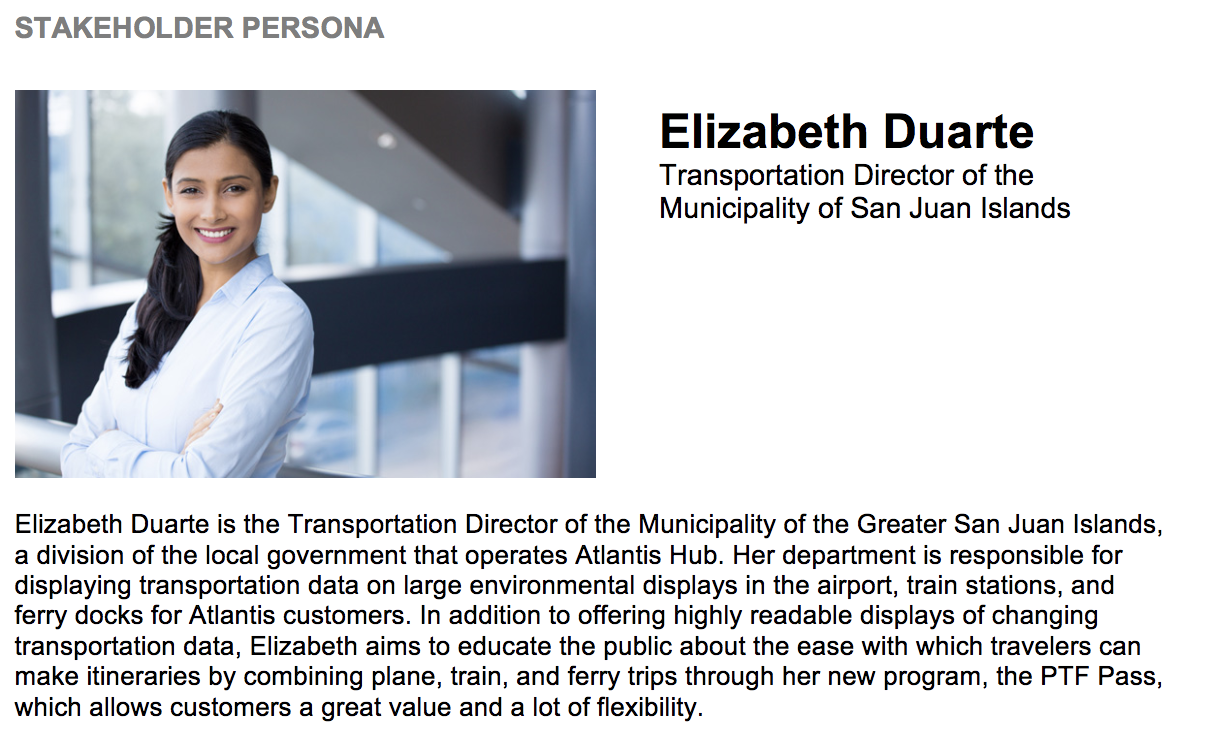 STAKEHOLDER PERSONA
Elizabeth Duarte
Transportation Director of the
Municipality of San Juan Islands
Elizabeth Duarte is the Transportation Director of the Municipality of the Greater San Juan Islands,
a division of the local government that operates Atlantis Hub. Her department is responsible for
displaying transportation data on large environmental displays in the airport, train stations, and
ferry docks for Atlantis customers. In addition to offering highly readable displays of changing
transportation data, Elizabeth aims to educate the public about the ease with which travelers can
make itineraries by combining plane, train, and ferry trips through her new program, the PTF Pass,
which allows customers a great value and a lot of flexibility.